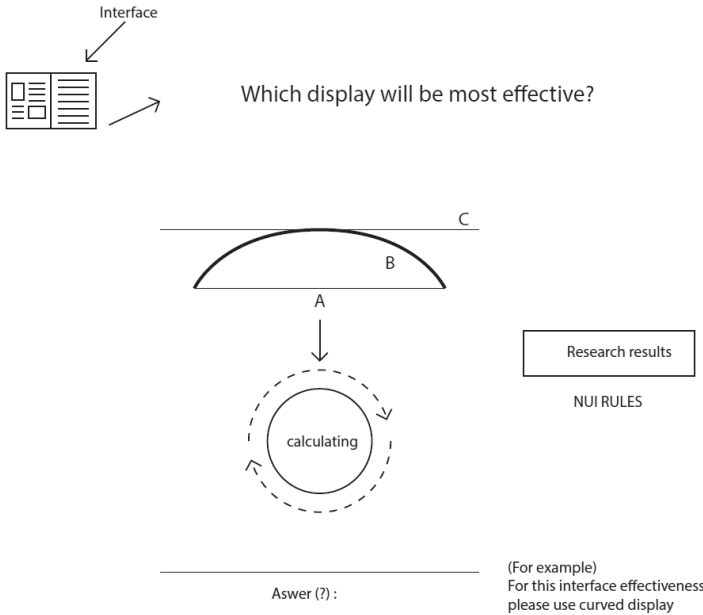 Interface
Which display will be most effective?
C
B
A
Research results
NUI RULES
calculating
(For example)
For this interface effectiveness
please use curved display
Aswer (?) :